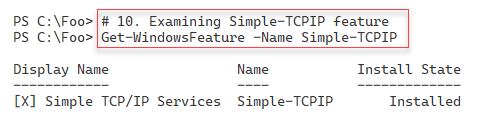 PS C:\Foo> # 10. Examining Simple-TCPIP feature
PS C:\Foo> Get-WindowsFeature -Name Simple-TCPIP
Display Name                Name            Install State
------------                ----            -------------
[X] Simple TCP/IP Services  Simple-TCPIP        Installed